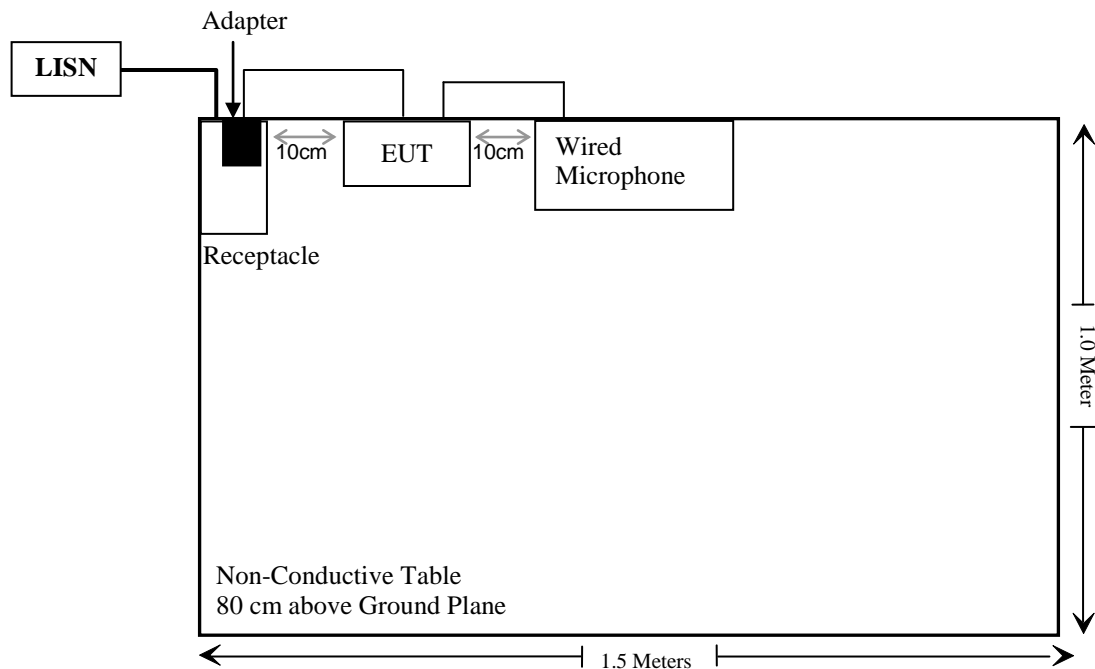 Adapter
LISN
10cm
EUT
10cm
Wired
Microphone
Receptacle
1.0 Meter
Non-Conductive Table
80 cm above Ground Plane
1.5 Meters